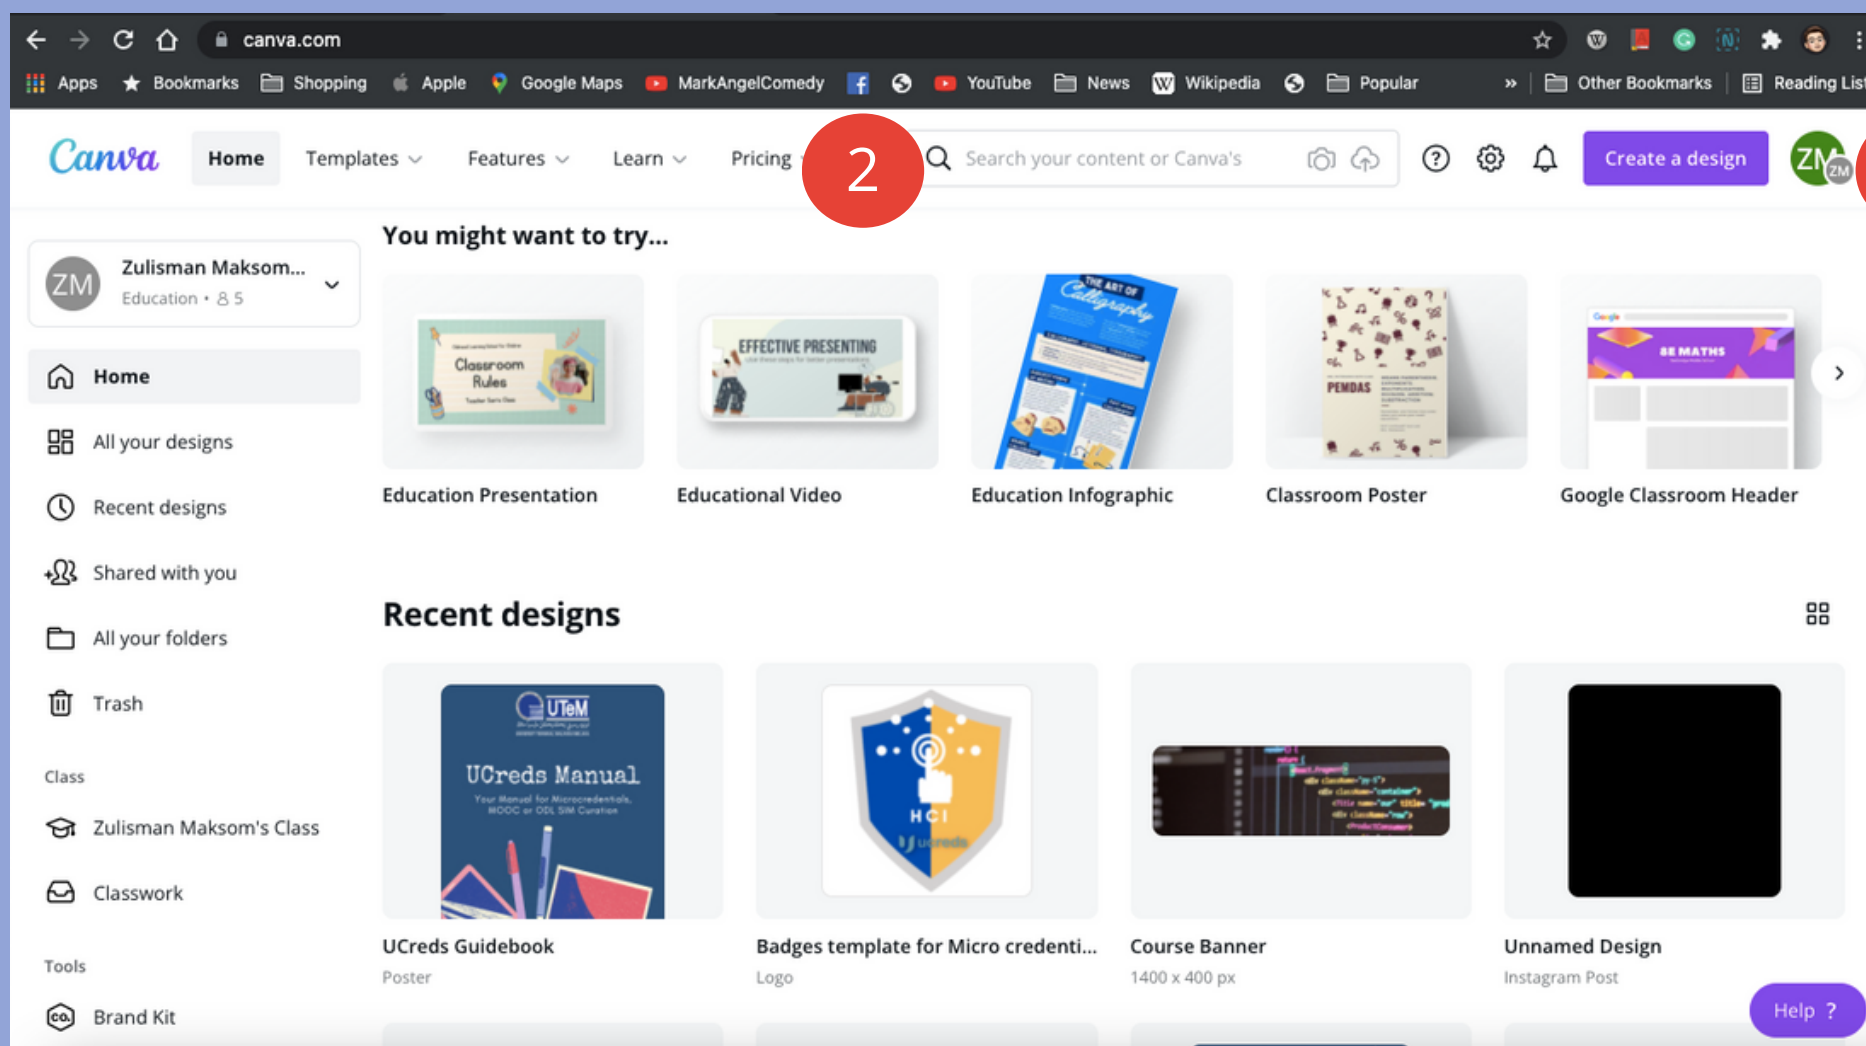 canva.com
Apps Bookmarks Shopping Apple Google Maps MarkAngelComedy YouTube News Wikipedia Popular » Other Bookmarks Reading List
Canva Home Templates Features Learn Pricing 2 Search your content or Canva's Create a design ZM ZM
You might want to try...
ZM Zulisman Maksom...
Education • 5
Home
All your designs
Recent designs
Shared with you
All your folders
Trash
Class
Zulisman Maksom's Class
Classwork
Tools
Brand Kit
Classroom
Rules
EFFECTIVE PRESENTING
THE ART OF
Calligraphy
PEMDAS
Google
8E MATHS
Education Presentation
Educational Video
Education Infographic
Classroom Poster
Google Classroom Header
Recent designs
UTeM
UCreds Manual
Your Manual for Microcredentials,
MOOC or ODL SIM Curation
HCI
ucreds
UCreds Guidebook
Poster
Badges template for Micro credenti...
Logo
Course Banner
1400 x 400 px
Unnamed Design
Instagram Post
Help ?